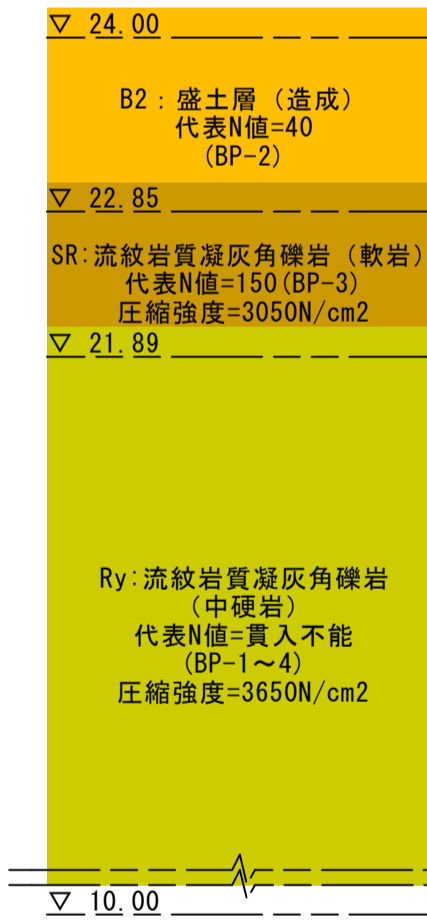 ▽ 24.00
B2：盛土層（造成）
代表N値=40
(BP-2)
▽ 22.85
SR:流紋岩質凝灰角礫岩（軟岩）
代表N値=150(BP-3)
圧縮強度=3050N/cm2
▽ 21.89
Ry:流紋岩質凝灰角礫岩
（中硬岩）
代表N値=貫入不能
(BP-1～4)
圧縮強度=3650N/cm2
▽ 10.00